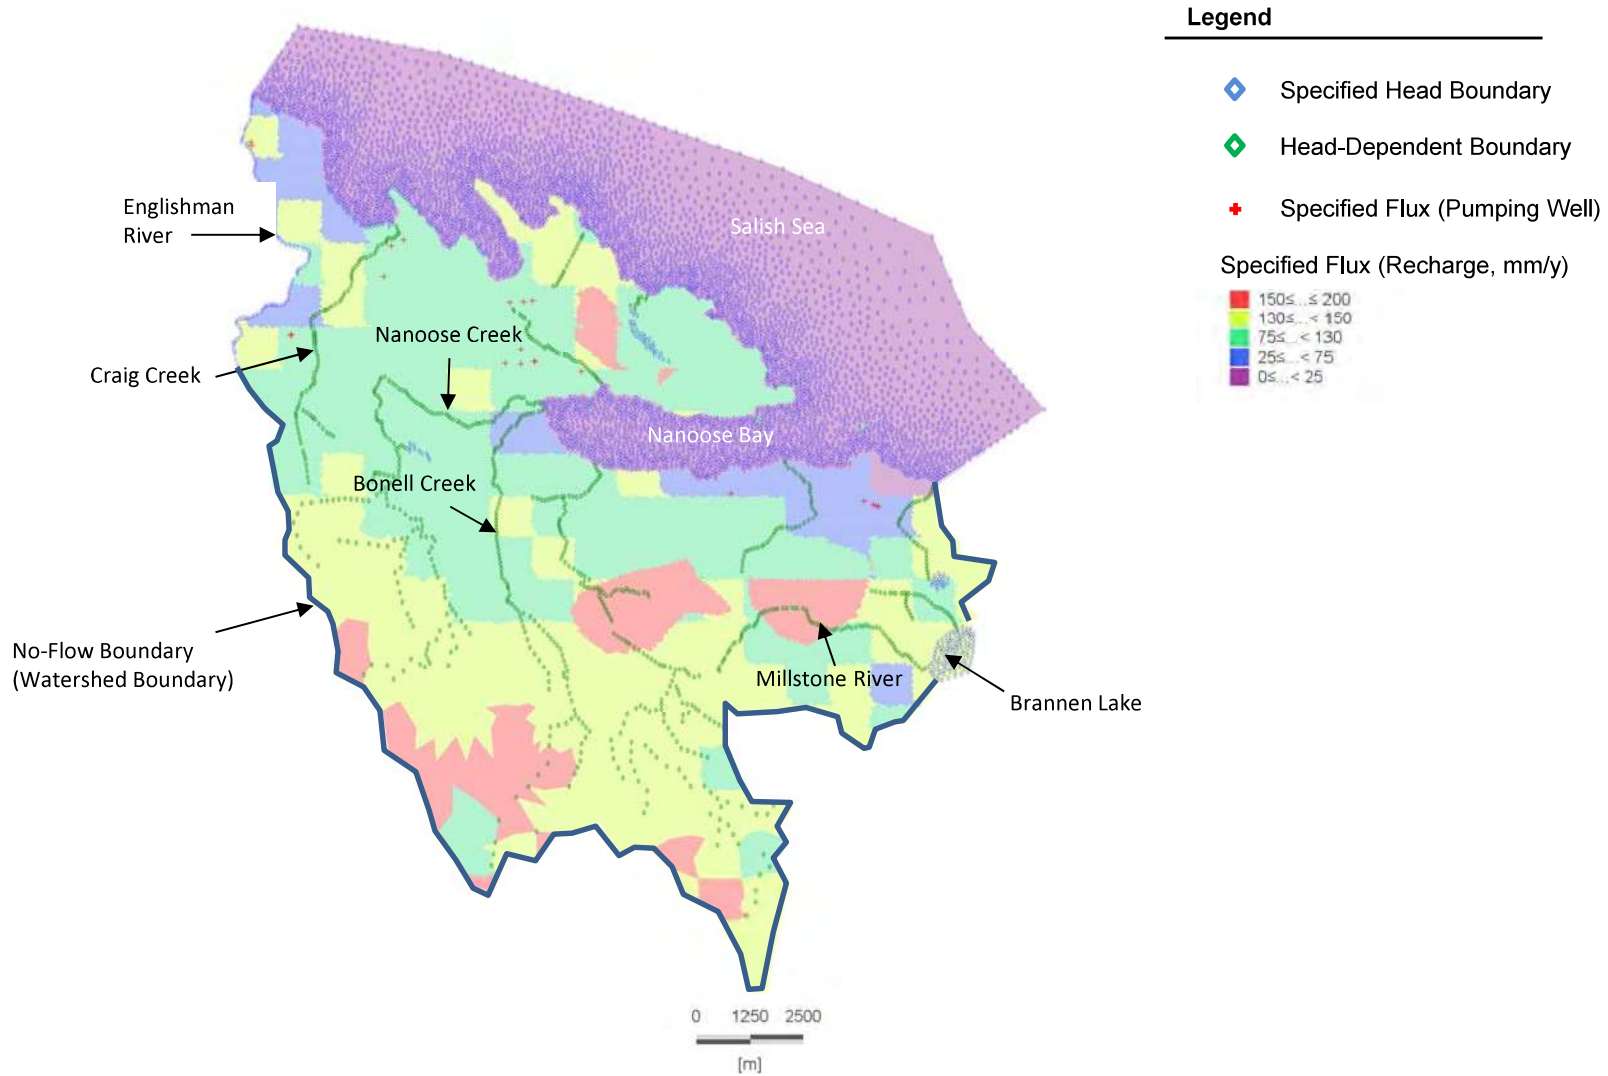 Legend
Specified Head Boundary
Head-Dependent Boundary
Specified Flux (Pumping Well)
Specified Flux (Recharge, mm/y)
150≤...≤ 200
130≤...< 150
75≤...< 130
25≤...< 75
0≤...< 25
Englishman
River
Salish Sea
Nanoose Creek
Craig Creek
Nanoose Bay
Bonell Creek
No-Flow Boundary
(Watershed Boundary)
Millstone River
Brannen Lake
0 1250 2500
[m]